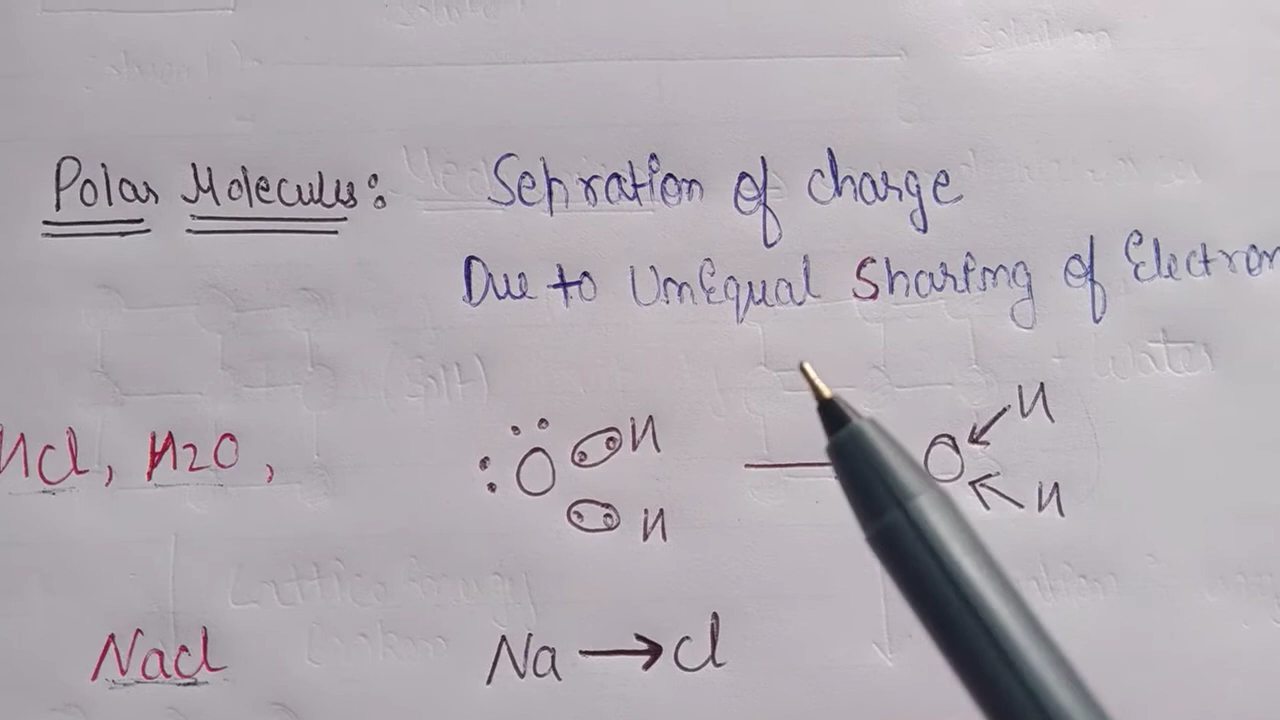 Polar Molecules: Sepration of charge
Due to UnEqual Sharing of Electron
HCl, H2O,
O H H
O H H
NaCl Na → Cl